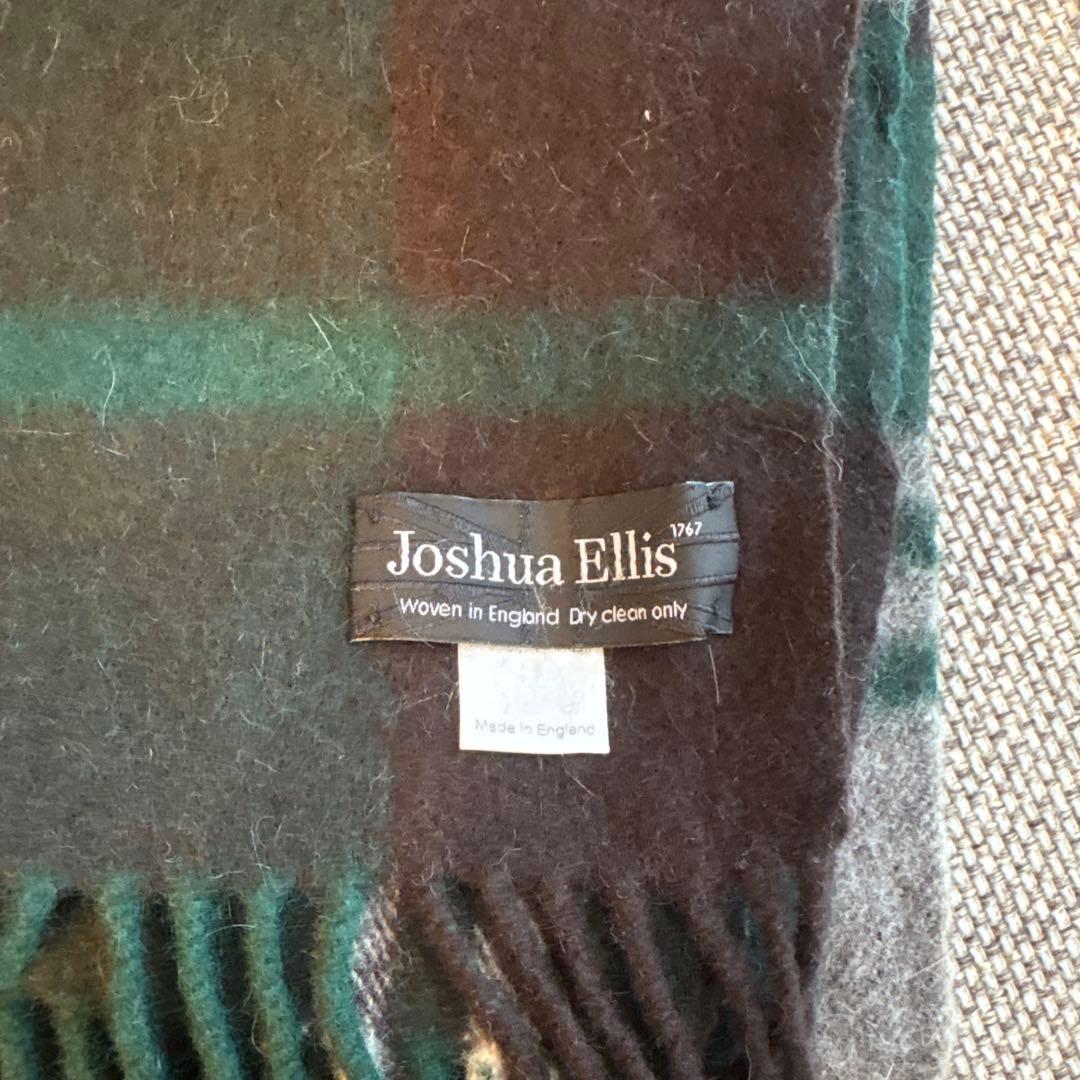 Joshua Ellis 1767
Woven in England Dry clean only
Made in England